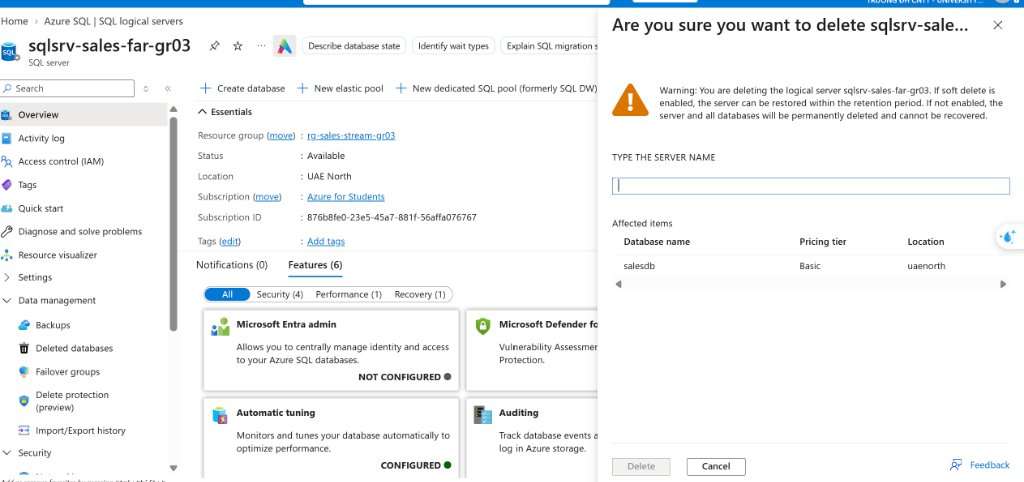 Home > Azure SQL | SQL logical servers
sqlsrv-sales-far-gr03
SQL server
Describe database state
Identify wait types
Explain SQL migration s
Search
Overview
Activity log
Access control (IAM)
Tags
Quick start
Diagnose and solve problems
Resource visualizer
Settings
Data management
Backups
Deleted databases
Failover groups
Delete protection
(preview)
Import/Export history
Security
Create database
New elastic pool
New dedicated SQL pool (formerly SQL DW)
Essentials
Resource group (move) : rg-sales-stream-gr03
Status : Available
Location : UAE North
Subscription (move) : Azure for Students
Subscription ID : 876b8fe0-23e5-45a7-881f-56affa076767
Tags (edit) : Add tags
Notifications (0) Features (6)
All Security (4) Performance (1) Recovery (1)
Microsoft Entra admin
Allows you to centrally manage identity and access
to your Azure SQL databases.
NOT CONFIGURED
Microsoft Defender fo
Vulnerability Assessmen
Protection.
Automatic tuning
Monitors and tunes your database automatically to
optimize performance.
CONFIGURED
Auditing
Track database events a
log in Azure storage.
Are you sure you want to delete sqlsrv-sale...
Warning: You are deleting the logical server sqlsrv-sales-far-gr03. If soft delete is
enabled, the server can be restored within the retention period. If not enabled, the
server and all databases will be permanently deleted and cannot be recovered.
TYPE THE SERVER NAME
Affected items
Database name Pricing tier Location
salesdb Basic uaenorth
Delete
Cancel
Feedback